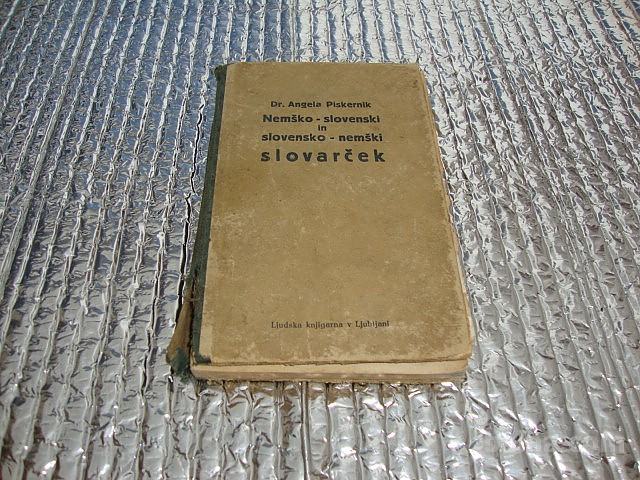 Dr. Angela Piskernik
Nemško - slovenski
in
slovensko - nemški
slovarček
Ljudska knjigarna v Ljubljani